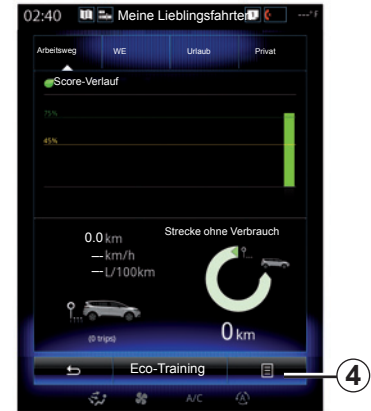 02:40 Meine Lieblingsfahrten ---°F
Arbeitsweg WE Urlaub Privat
Score-Verlauf
75%
45%
0.0 km
Strecke ohne Verbrauch
---km/h
---L/100km
(0 trips)
0 km
Eco-Training
4
A/C